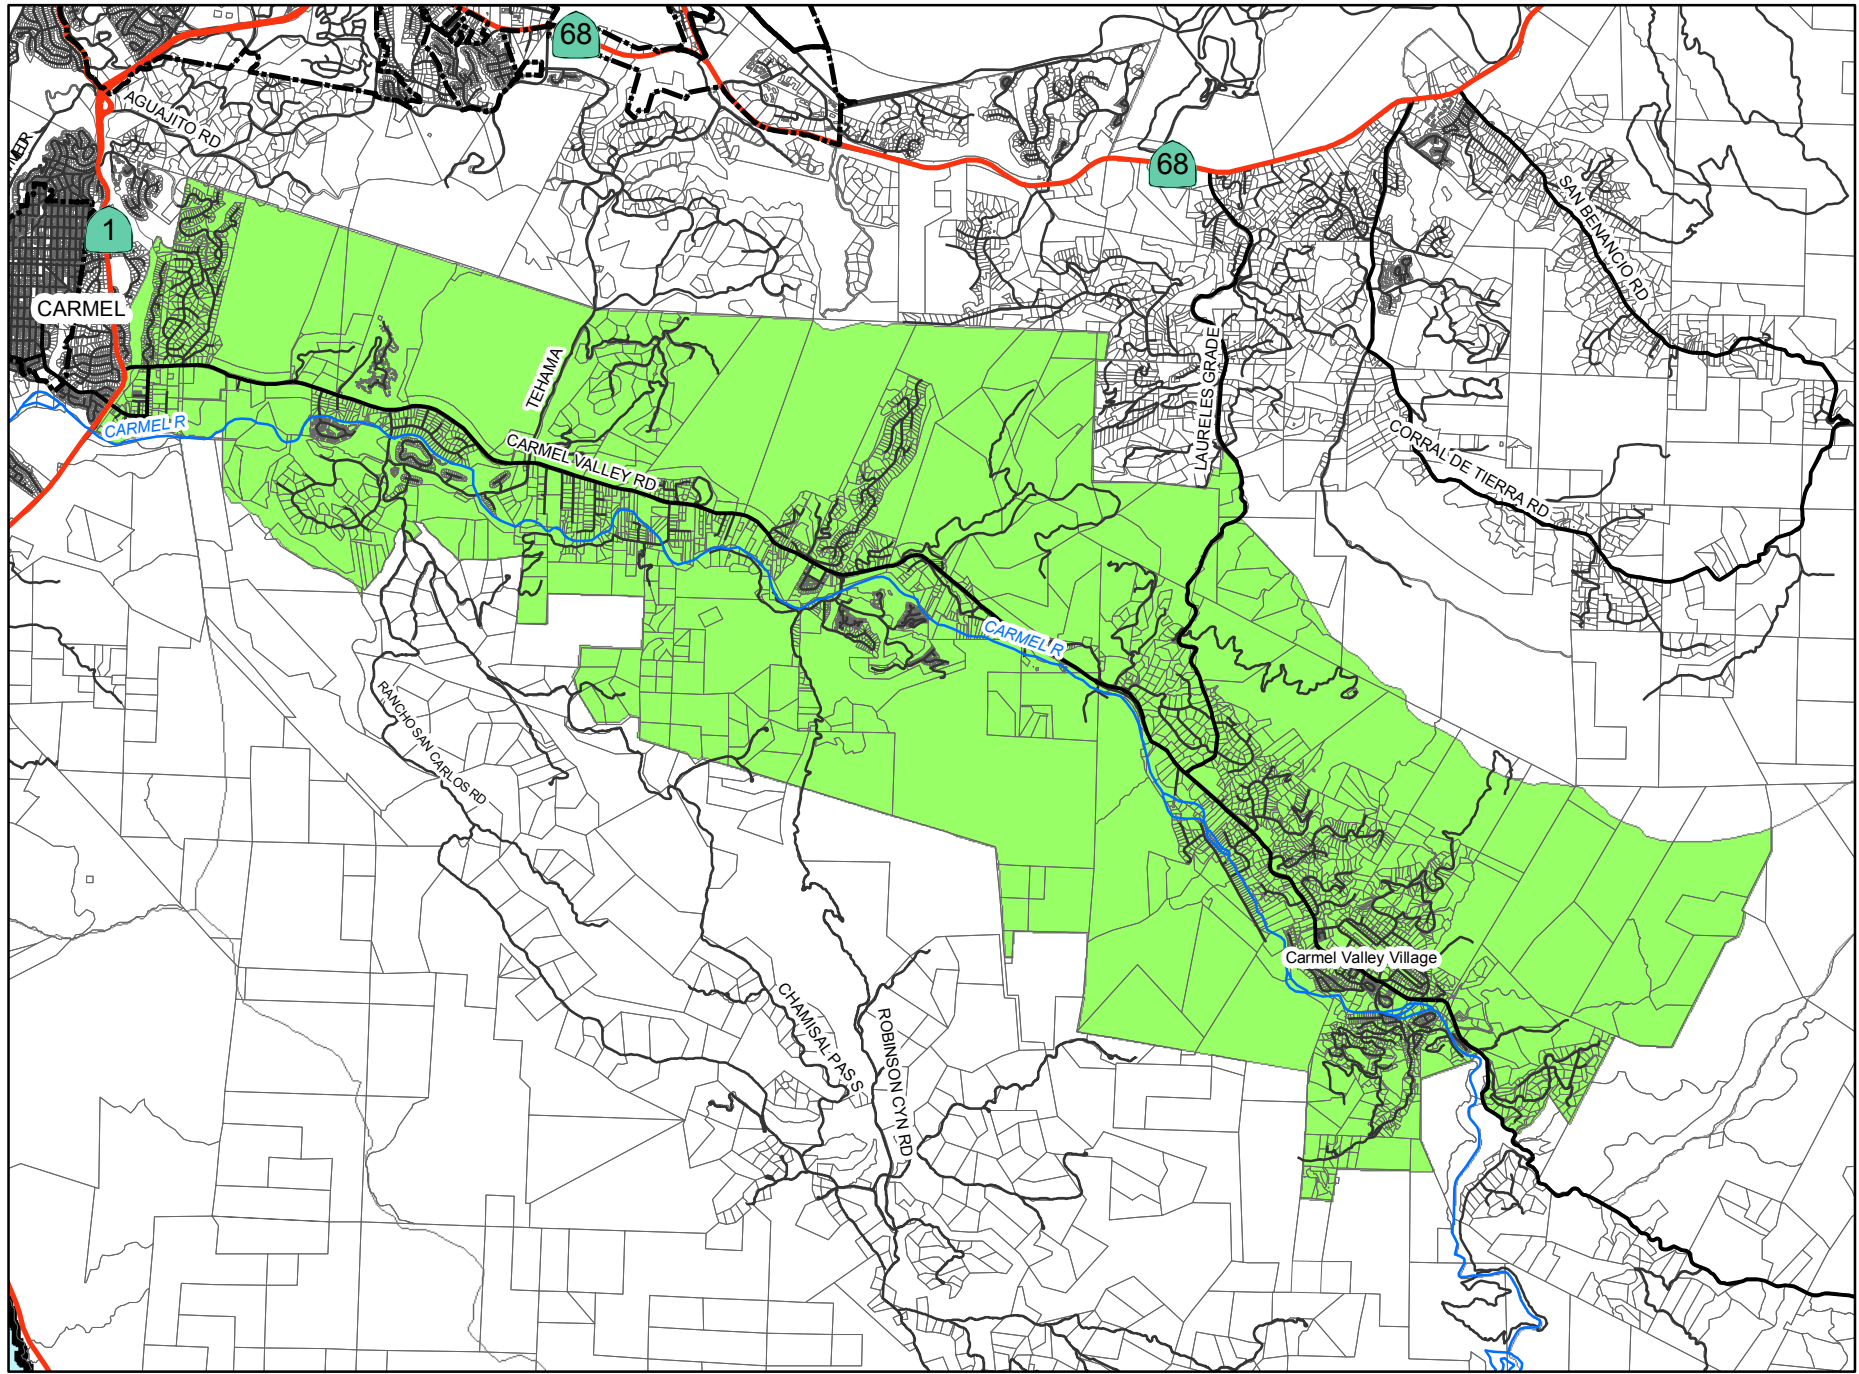 68
AGUAJITO RD
68
SAN BENANCIO RD
1
CARMEL
TEHAMA
LAURELES GRADE
CARMEL R
CARMEL VALLEY RD
CORRAL DE TIERRA RD
CARMEL R
RANCHO SAN CARLOS RD
Carmel Valley Village
CHAMISAL PASS
ROBINSON CYN RD